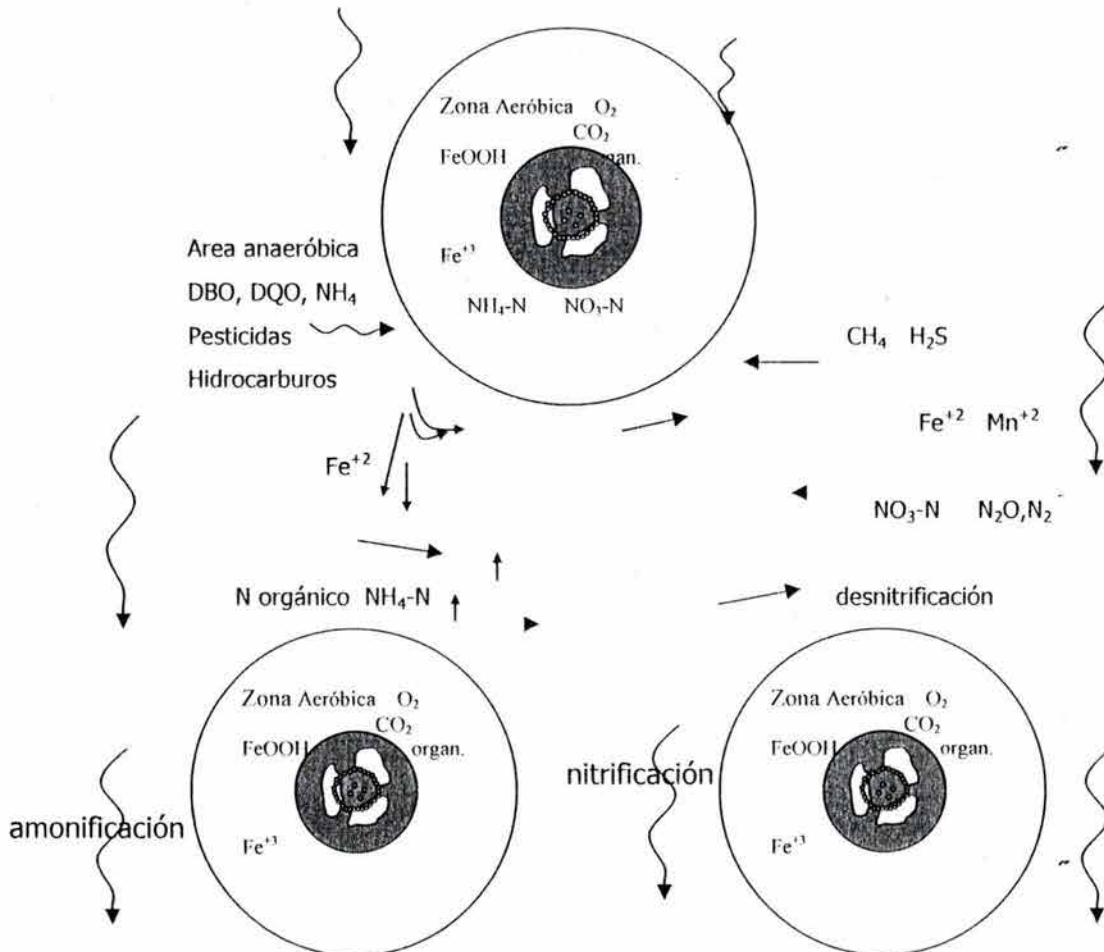 Zona Aeróbica O₂
CO₂
FeOOH
Fe⁺³
NH₄-N NO₃-N
Area anaeróbica
DBO, DQO, NH₄
Pesticidas
Hidrocarburos
CH₄ H₂S
Fe⁺² Mn⁺²
Fe⁺²
NO₃-N N₂O,N₂
N orgánico NH₄-N
desnitrificación
Zona Aeróbica O₂
CO₂
FeOOH organ.
Fe⁺³
amonificación
nitrificación
Zona Aeróbica O₂
CO₂
FeOOH organ.
Fe⁺³